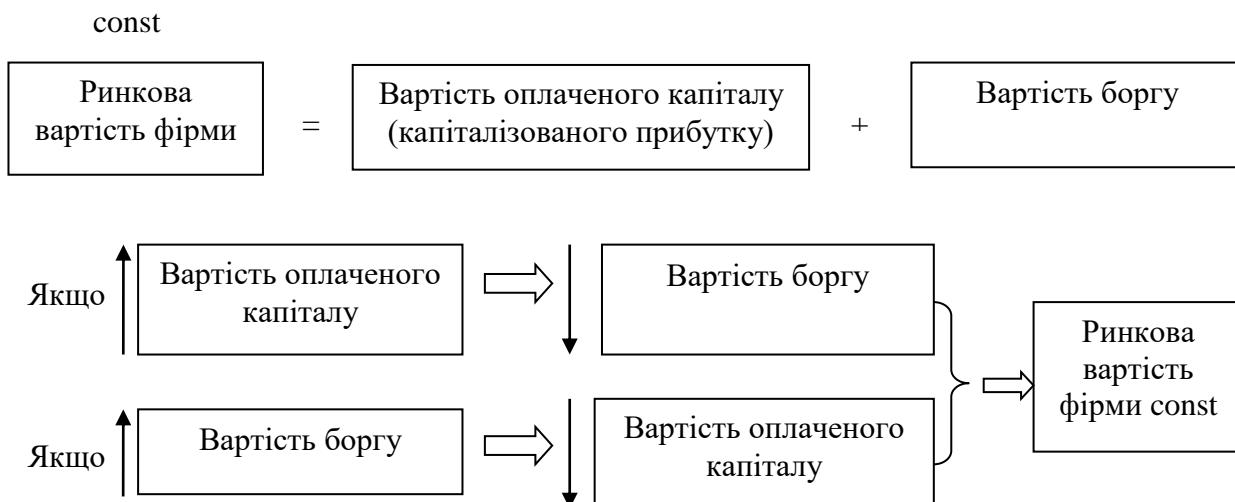 const
Ринкова
вартість фірми
=
Вартість оплаченого капіталу
(капіталізованого прибутку)
+
Вартість боргу
Якщо
Вартість оплаченого
капіталу
Вартість боргу
Якщо
Вартість боргу
Вартість оплаченого
капіталу
Ринкова
вартість
фірми const